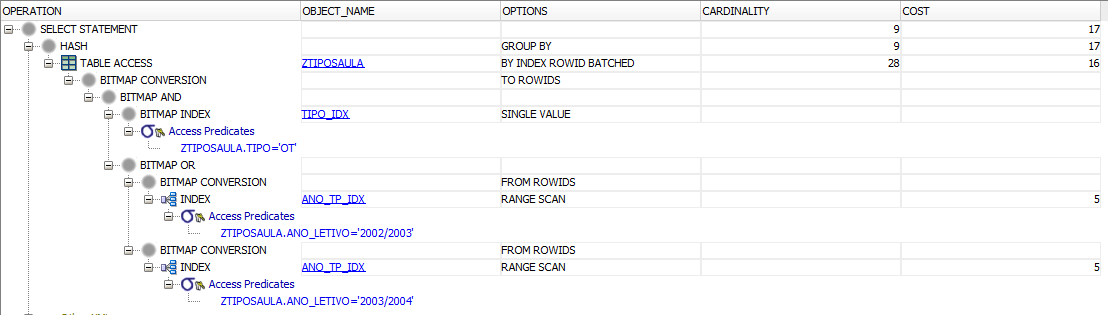 OPERATION OBJECT_NAME OPTIONS CARDINALITY COST
SELECT STATEMENT 9 17
HASH GROUP BY 9 17
TABLE ACCESS ZTIPOSAULA BY INDEX ROWID BATCHED 28 16
BITMAP CONVERSION TO ROWIDS
BITMAP AND
BITMAP INDEX TIPO_IDX SINGLE VALUE
Access Predicates
ZTIPOSAULA.TIPO='OT'
BITMAP OR
BITMAP CONVERSION FROM ROWIDS
INDEX ANO_TP_IDX RANGE SCAN 5
Access Predicates
ZTIPOSAULA.ANO_LETIVO='2002/2003'
BITMAP CONVERSION FROM ROWIDS
INDEX ANO_TP_IDX RANGE SCAN 5
Access Predicates
ZTIPOSAULA.ANO_LETIVO='2003/2004'